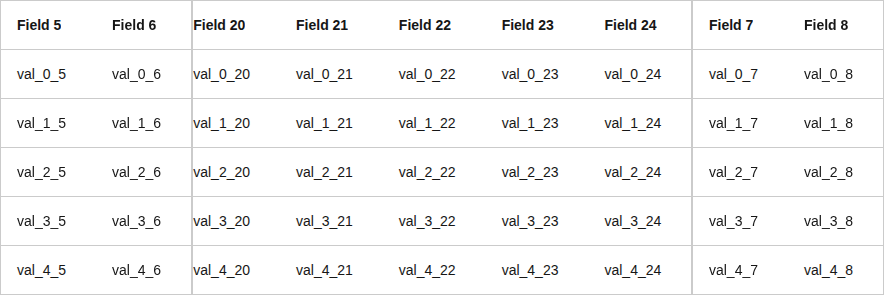 Field 5 Field 6 Field 20 Field 21 Field 22 Field 23 Field 24 Field 7 Field 8
val_0_5 val_0_6 val_0_20 val_0_21 val_0_22 val_0_23 val_0_24 val_0_7 val_0_8
val_1_5 val_1_6 val_1_20 val_1_21 val_1_22 val_1_23 val_1_24 val_1_7 val_1_8
val_2_5 val_2_6 val_2_20 val_2_21 val_2_22 val_2_23 val_2_24 val_2_7 val_2_8
val_3_5 val_3_6 val_3_20 val_3_21 val_3_22 val_3_23 val_3_24 val_3_7 val_3_8
val_4_5 val_4_6 val_4_20 val_4_21 val_4_22 val_4_23 val_4_24 val_4_7 val_4_8